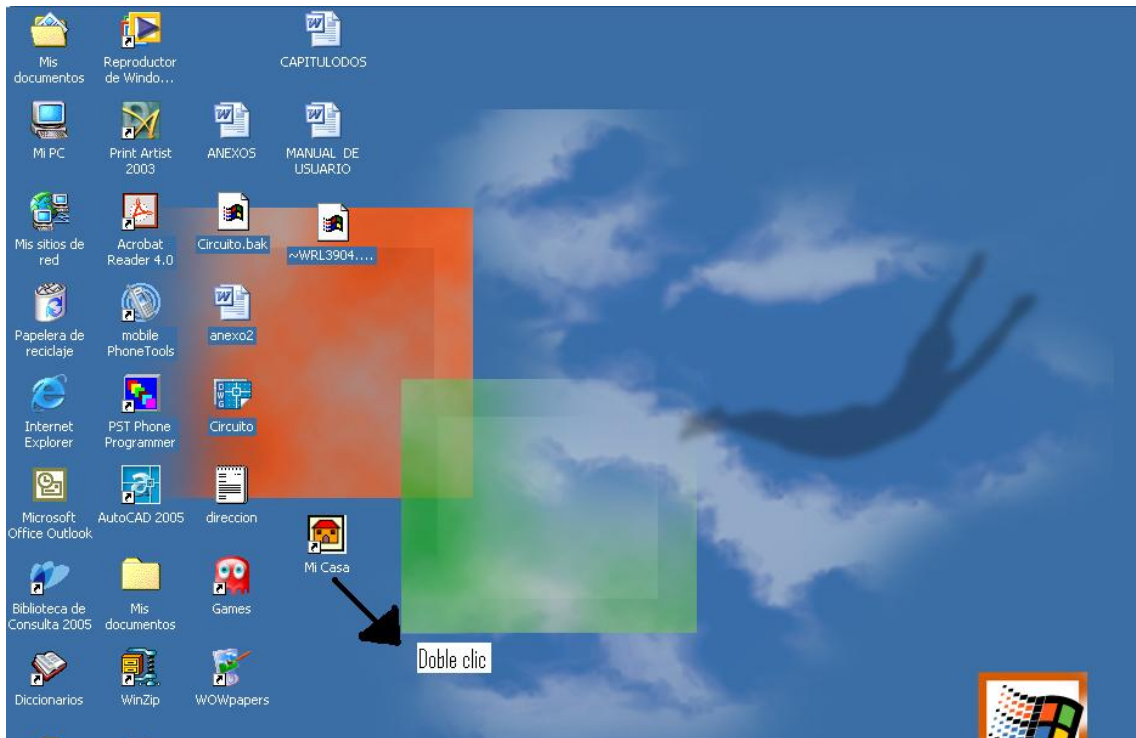 Mis
documentos
Reproductor
de Windo...
CAPITULODOS
Mi PC
Print Artist
2003
ANEXOS
MANUAL DE
USUARIO
Mis sitios de
red
Acrobat
Reader 4.0
Circuito.bak
~WRL3904....
Papelera de
reciclaje
mobile
PhoneTools
anexo2
Internet
Explorer
PST Phone
Programmer
DWG
Circuito
Microsoft
Office Outlook
AutoCAD 2005
direccion
Mi Casa
Biblioteca de
Consulta 2005
Mis
documentos
Games
Doble clic
Diccionarios
WinZip
WOWpapers